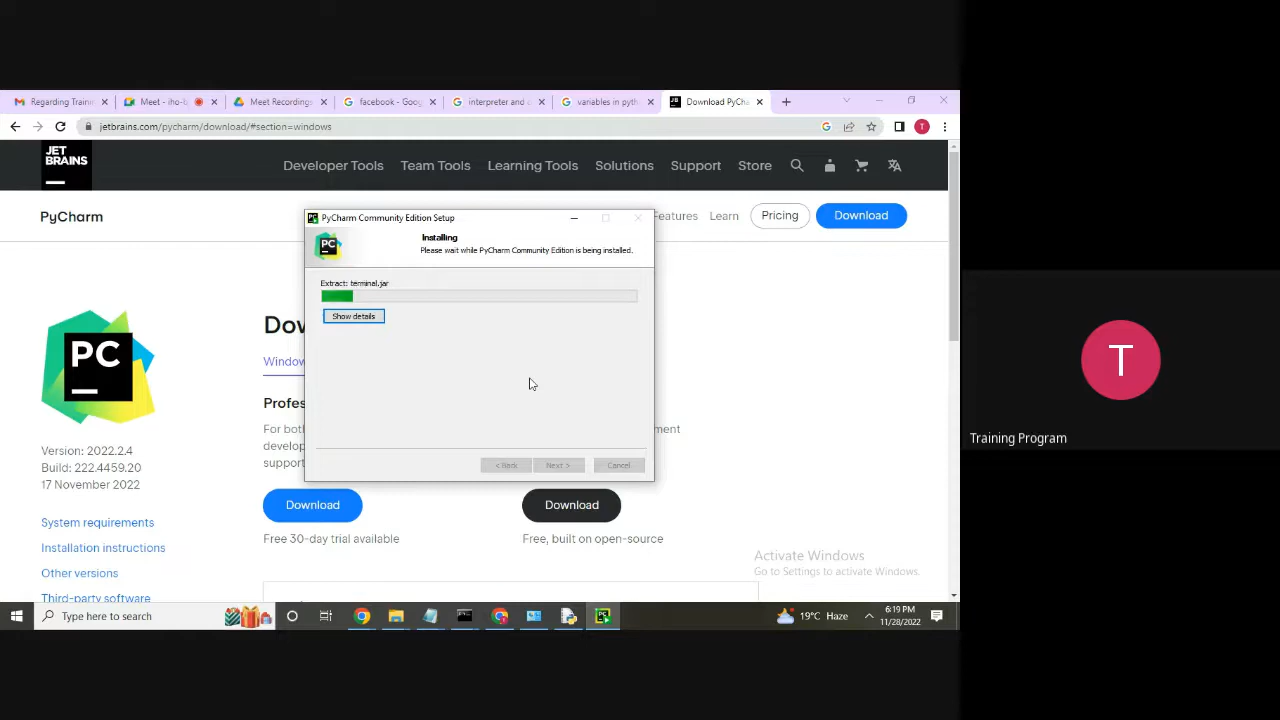 Regarding Traini
Meet - iho-b
Meet Recordings
facebook - Goog
interpreter and c
variables in pyth
Download PyCha
jetbrains.com/pycharm/download/#section=windows
JET
BRAINS
Developer Tools
Team Tools
Learning Tools
Solutions
Support
Store
PyCharm
Features
Learn
Pricing
Download
PyCharm Community Edition Setup
Installing
Please wait while PyCharm Community Edition is being installed.
Extract: terminal.jar
Show details
< Back
Next >
Cancel
PC
Version: 2022.2.4
Build: 222.4459.20
17 November 2022
System requirements
Installation instructions
Other versions
Third-party software
Dow
Window
Profes
For both
develop
support
ment
Download
Free 30-day trial available
Download
Free, built on open-source
Activate Windows
Go to Settings to activate Windows.
Type here to search
19°C Haze
6:19 PM
11/28/2022
T
Training Program